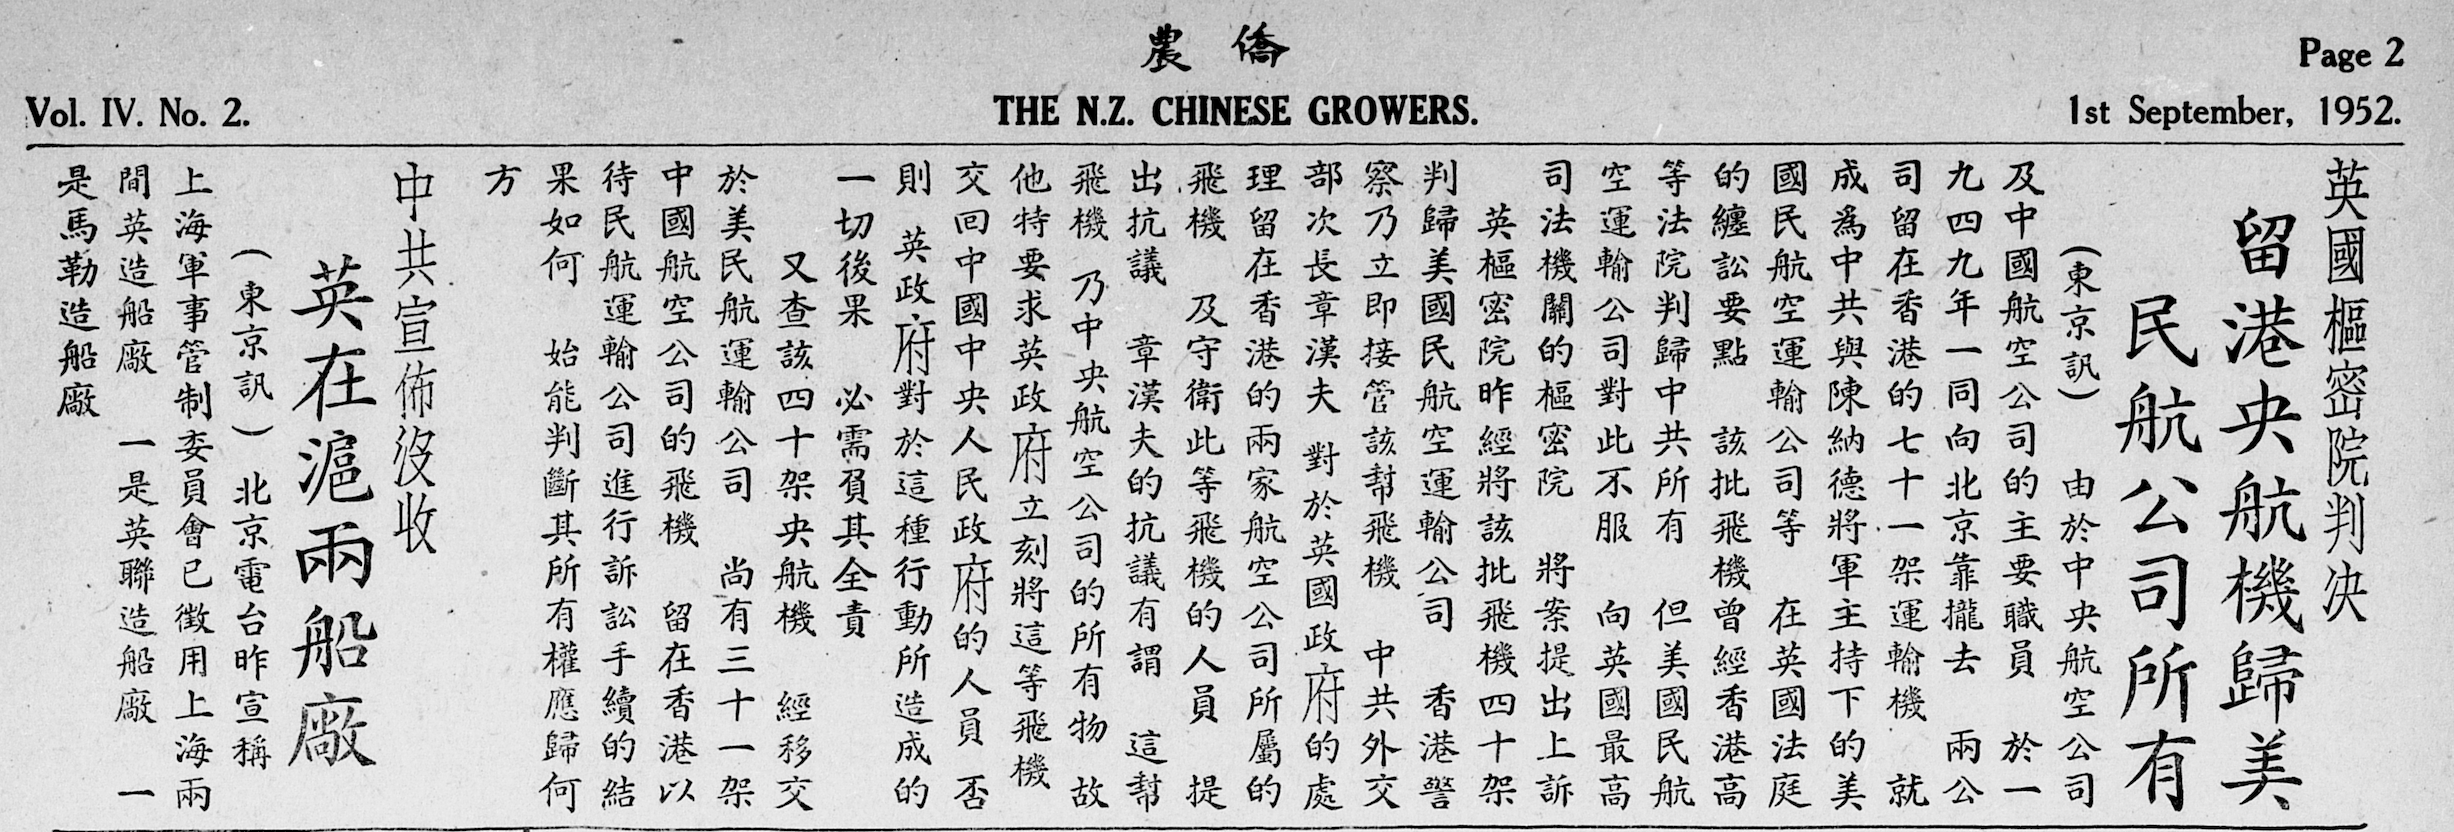 僑農
Page 2
Vol. IV. No. 2.
THE N.Z. CHINESE GROWERS.
1st September, 1952.
英國樞密院判决
留港央航機歸美
民航公司所有
（東京訊） 由於中央航空公司
及中國航空公司的主要職員 於一
九四九年一同向北京靠攏去 兩公
司留在香港的七十一架運輸機 就
成為中共與陳納德將軍主持下的美
國民航空運輸公司等 在英國法庭
的纏訟要點 該批飛機曾經香港高
等法院判歸中共所有 但美國民航
空運輸公司對此不服 向英國最高
司法機關的樞密院 將案提出上訴
英樞密院昨經將該批飛機四十架
判歸美國民航空運輸公司 香港警
察乃立即接管該幫飛機 中共外交
部次長章漢夫 對於英國政府的處
理留在香港的兩家航空公司所屬的
飛機 及守衛此等飛機的人員 提
出抗議 章漢夫的抗議有謂 這幫
飛機 乃中央航空公司的所有物 故
他特要求英政府立刻將這等飛機
交回中國中央人民政府的人員 否
則 英政府對於這種行動所造成的
一切後果 必需負其全責
又查該四十架央航機 經移交
於美民航運輸公司 尚有三十一架
中國航空公司的飛機 留在香港以
待民航運輸公司進行訴訟手續的結
果如何 始能判斷其所有權應歸何
方
中共宣佈沒收
英在滬兩船廠
（東京訊） 北京電台昨宣稱
上海軍事管制委員會已徵用上海兩
間英造船廠 一是英聯造船廠 一
是馬勒造船廠